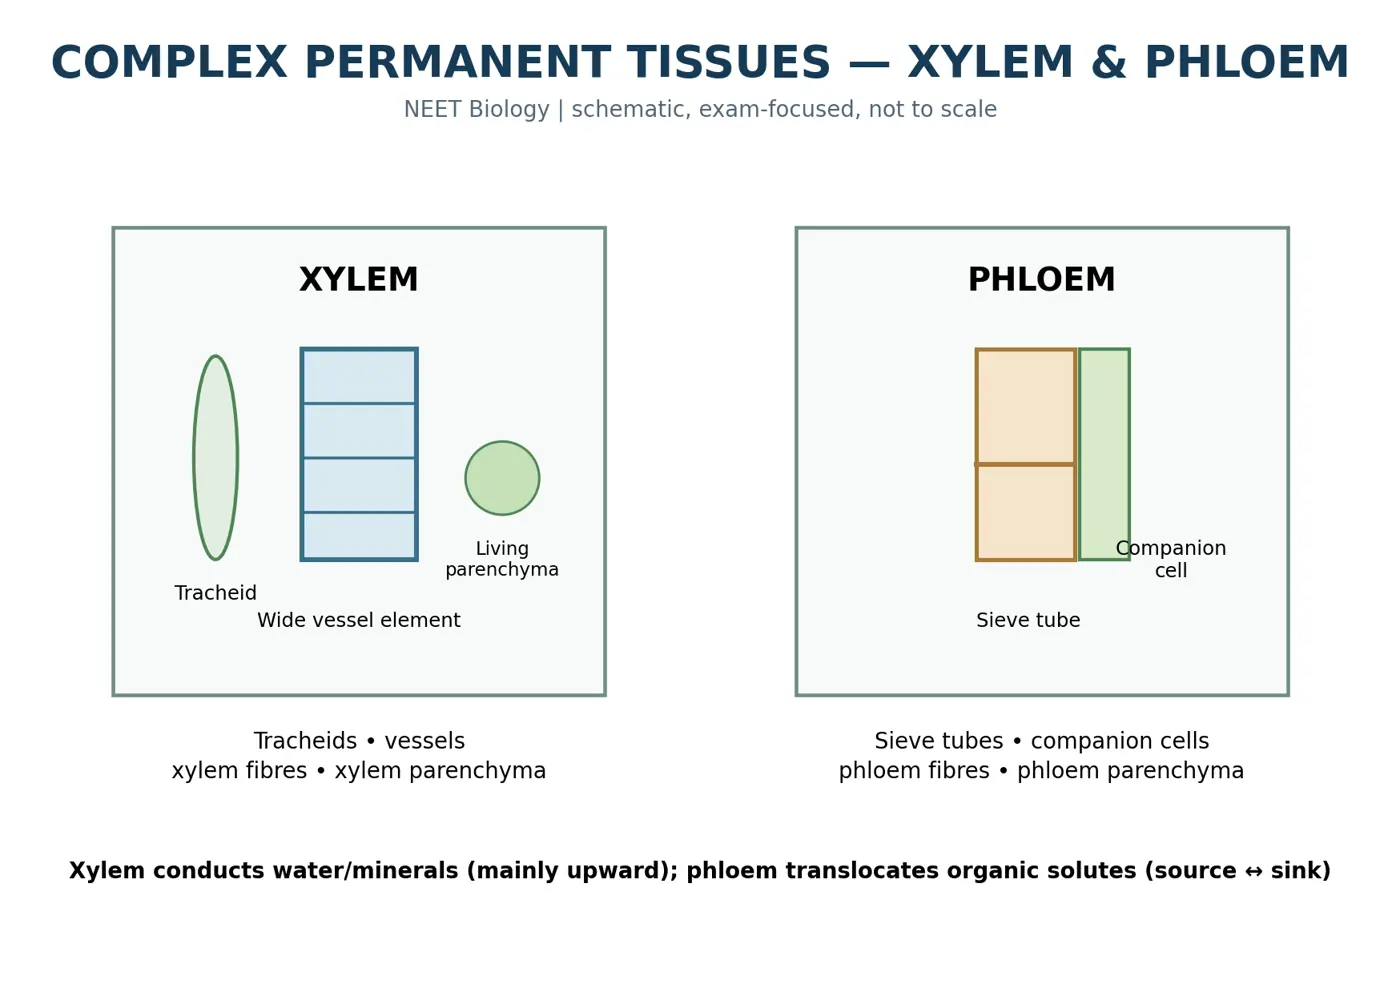 COMPLEX PERMANENT TISSUES — XYLEM & PHLOEM
NEET Biology | schematic, exam-focused, not to scale
XYLEM
Living
parenchyma
Tracheid
Wide vessel element
Tracheids • vessels
xylem fibres • xylem parenchyma
PHLOEM
Companion
cell
Sieve tube
Sieve tubes • companion cells
phloem fibres • phloem parenchyma
Xylem conducts water/minerals (mainly upward); phloem translocates organic solutes (source ↔ sink)